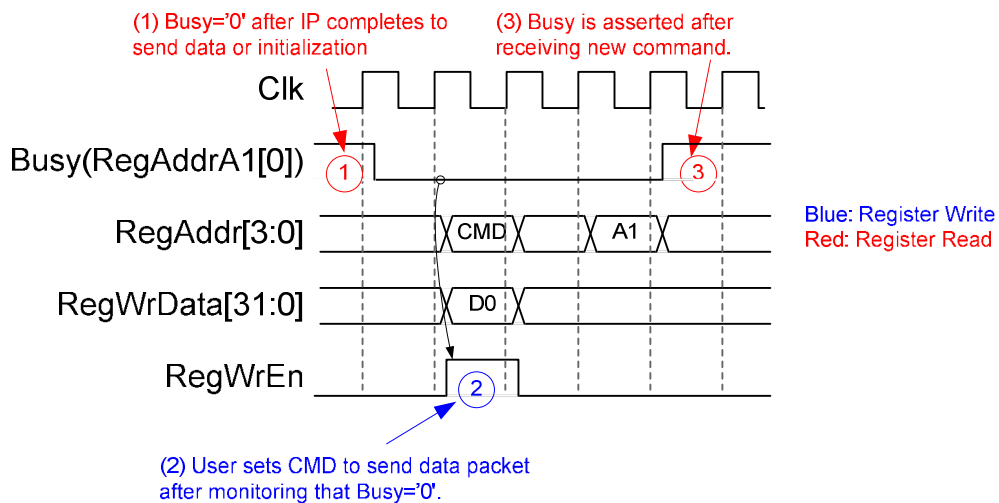 (1) Busy='0' after IP completes to
send data or initialization
(3) Busy is asserted after
receiving new command.
Clk
Busy(RegAddrA1[0])
1
3
RegAddr[3:0]
CMD
A1
Blue: Register Write
Red: Register Read
RegWrData[31:0]
D0
RegWrEn
2
(2) User sets CMD to send data packet
after monitoring that Busy='0'.